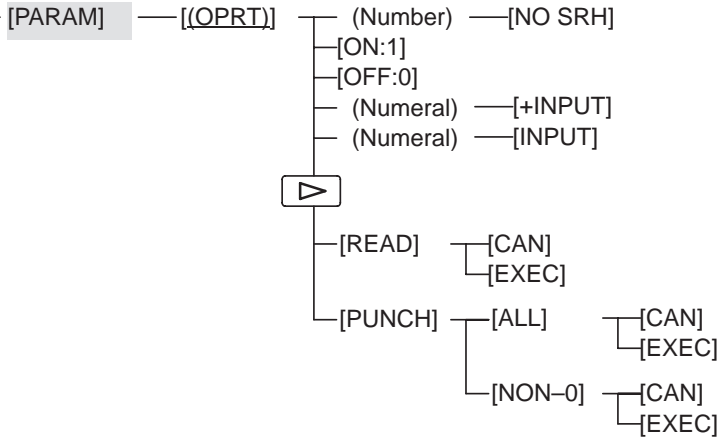 [PARAM] [(OPRT)] (Number) [NO SRH]
[ON:1]
[OFF:0]
(Numeral) [+INPUT]
(Numeral) [INPUT]
[READ] [CAN]
[EXEC]
[PUNCH] [ALL] [CAN]
[EXEC]
[NON–0] [CAN]
[EXEC]